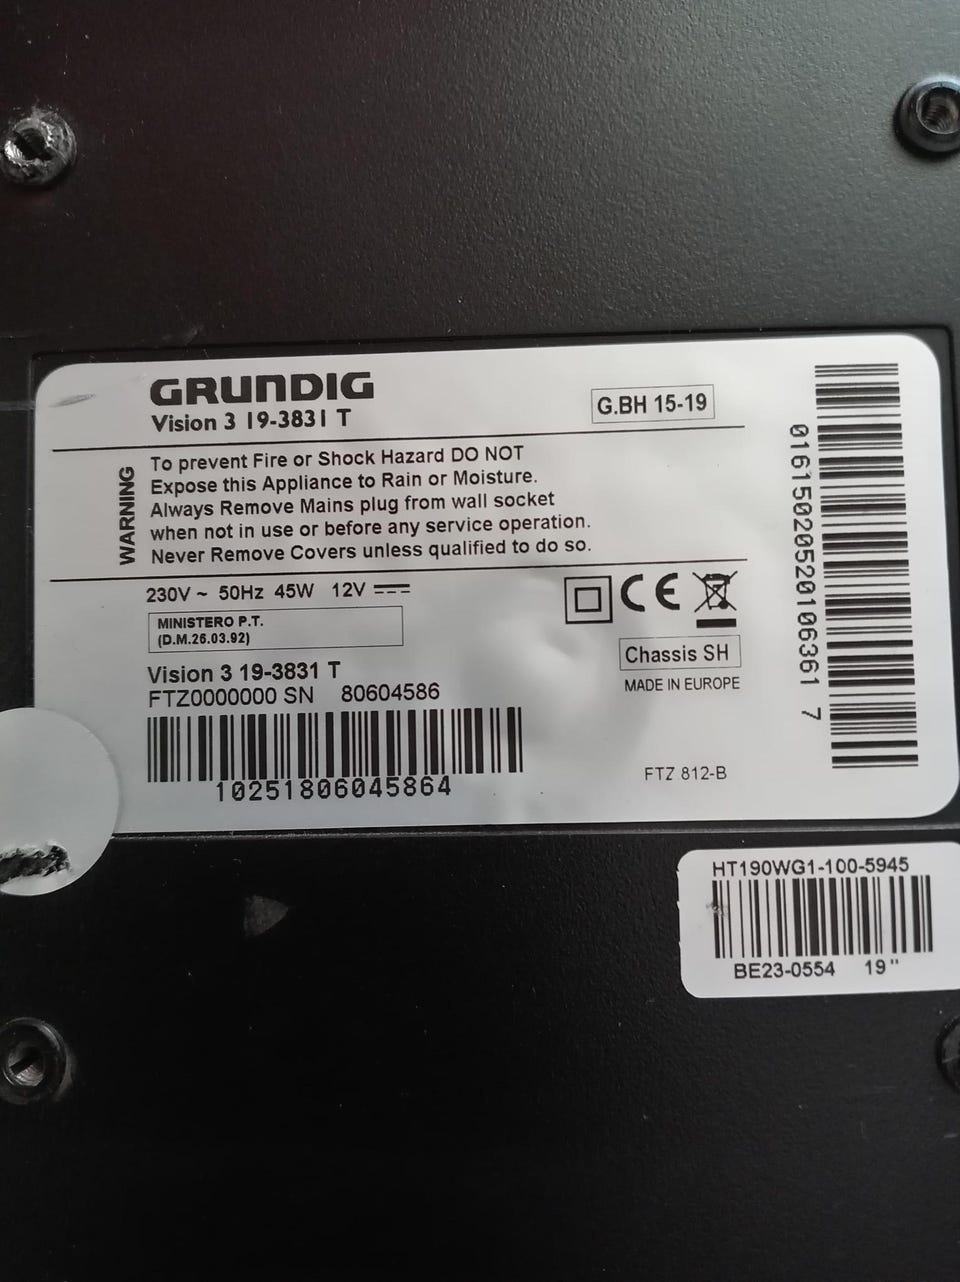 GRUNDIG
Vision 3 19-3831 T
G.BH 15-19
WARNING
To prevent Fire or Shock Hazard DO NOT
Expose this Appliance to Rain or Moisture.
Always Remove Mains plug from wall socket
when not in use or before any service operation.
Never Remove Covers unless qualified to do so.
230V ~ 50Hz 45W 12V
MINISTERO P.T.
(D.M.26.03.92)
CE
Chassis SH
MADE IN EUROPE
Vision 3 19-3831 T
FTZ0000000 SN 80604586
10251806045864
FTZ 812-B
01615020520106361 7
HT190WG1-100-5945
BE23-0554 19"